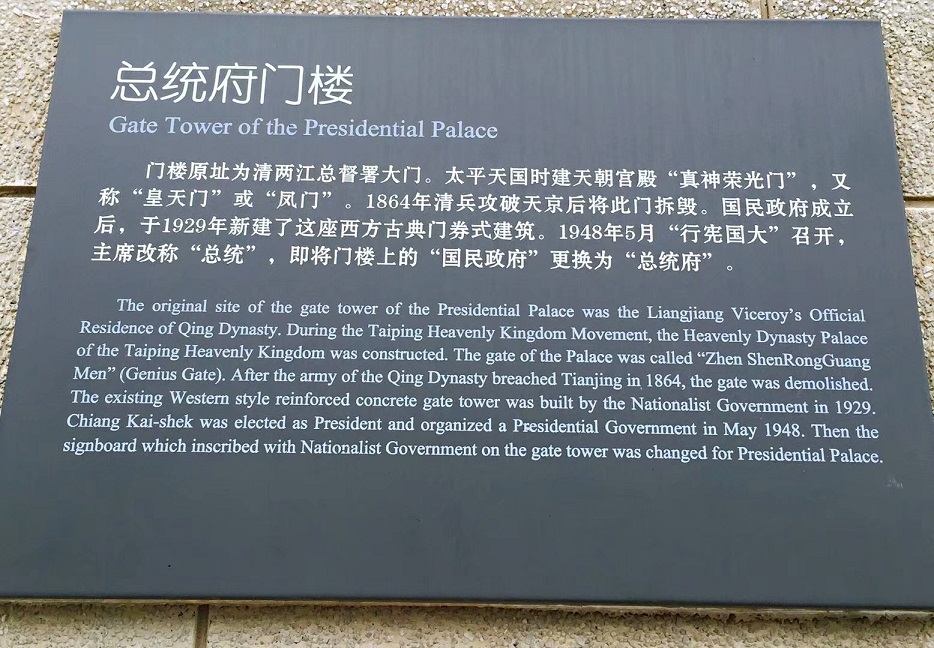 总统府门楼
Gate Tower of the Presidential Palace
门楼原址为清两江总督署大门。太平天国时建天朝宫殿“真神荣光门”，又
称“皇天门”或“凤门”。1864年清兵攻破天京后将此门拆毁。国民政府成立
后，于1929年新建了这座西方古典门券式建筑。1948年5月“行宪国大”召开，
主席改称“总统”，即将门楼上的“国民政府”更换为“总统府”。
The original site of the gate tower of the Presidential Palace was the Liangjiang Viceroy’s Official
Residence of Qing Dynasty. During the Taiping Heavenly Kingdom Movement, the Heavenly Dynasty Palace
of the Taiping Heavenly Kingdom was constructed. The gate of the Palace was called “Zhen ShenRongGuang
Men” (Genius Gate). After the army of the Qing Dynasty breached Tianjing in 1864, the gate was demolished.
The existing Western style reinforced concrete gate tower was built by the Nationalist Government in 1929.
Chiang Kai-shek was elected as President and organized a Presidential Government in May 1948. Then the
signboard which inscribed with Nationalist Government on the gate tower was changed for Presidential Palace.